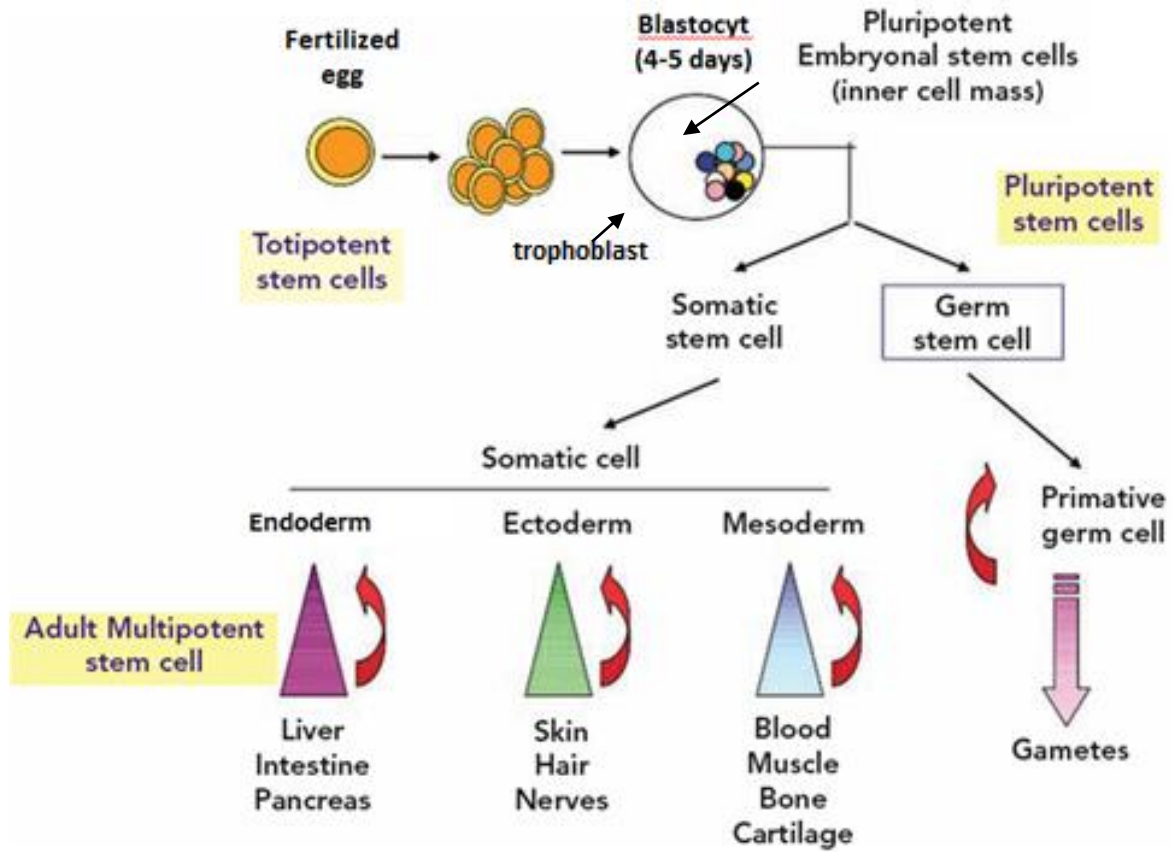 Fertilized
egg
Blastocyt
(4-5 days)
Pluripotent
Embryonal stem cells
(inner cell mass)
Totipotent
stem cells
trophoblast
Pluripotent
stem cells
Somatic
stem cell
Germ
stem cell
Somatic cell
Endoderm
Ectoderm
Mesoderm
Primative
germ cell
Adult Multipotent
stem cell
Liver
Intestine
Pancreas
Skin
Hair
Nerves
Blood
Muscle
Bone
Cartilage
Gametes